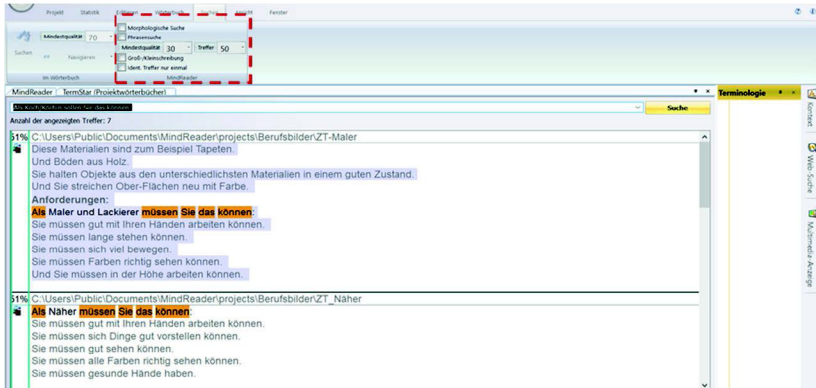 Projekt Statistik Editieren Wörterbuch Suchen Ansicht Fenster
Morphologische Suche
Phrasensuche
Mindestqualität 70 Mindestqualität 30 Treffer 50
Suchen Navigieren Groß-/Kleinschreibung
Ident. Treffer nur einmal
Im Wörterbuch MindReader
MindReader TermStar (Projektwörterbücher) Terminologie
Suche
Anzahl der angezeigten Treffer: 7
51% C:\Users\Public\Documents\MindReader\projects\Berufsbilder\ZT-Maler
Diese Materialien sind zum Beispiel Tapeten.
Und Böden aus Holz.
Sie halten Objekte aus den unterschiedlichsten Materialien in einem guten Zustand.
Und Sie streichen Ober-Flächen neu mit Farbe.
Anforderungen:
Als Maler und Lackierer müssen Sie das können:
Sie müssen gut mit Ihren Händen arbeiten können.
Sie müssen lange stehen können.
Sie müssen sich viel bewegen.
Sie müssen Farben richtig sehen können.
Und Sie müssen in der Höhe arbeiten können.
51% C:\Users\Public\Documents\MindReader\projects\Berufsbilder\ZT_Näher
Als Näher müssen Sie das können:
Sie müssen gut mit Ihren Händen arbeiten können.
Sie müssen sich Dinge gut vorstellen können.
Sie müssen gut sehen können.
Sie müssen alle Farben richtig sehen können.
Sie müssen gesunde Hände haben.
Kontext
Web-Suche
Multimedia-Anzeige